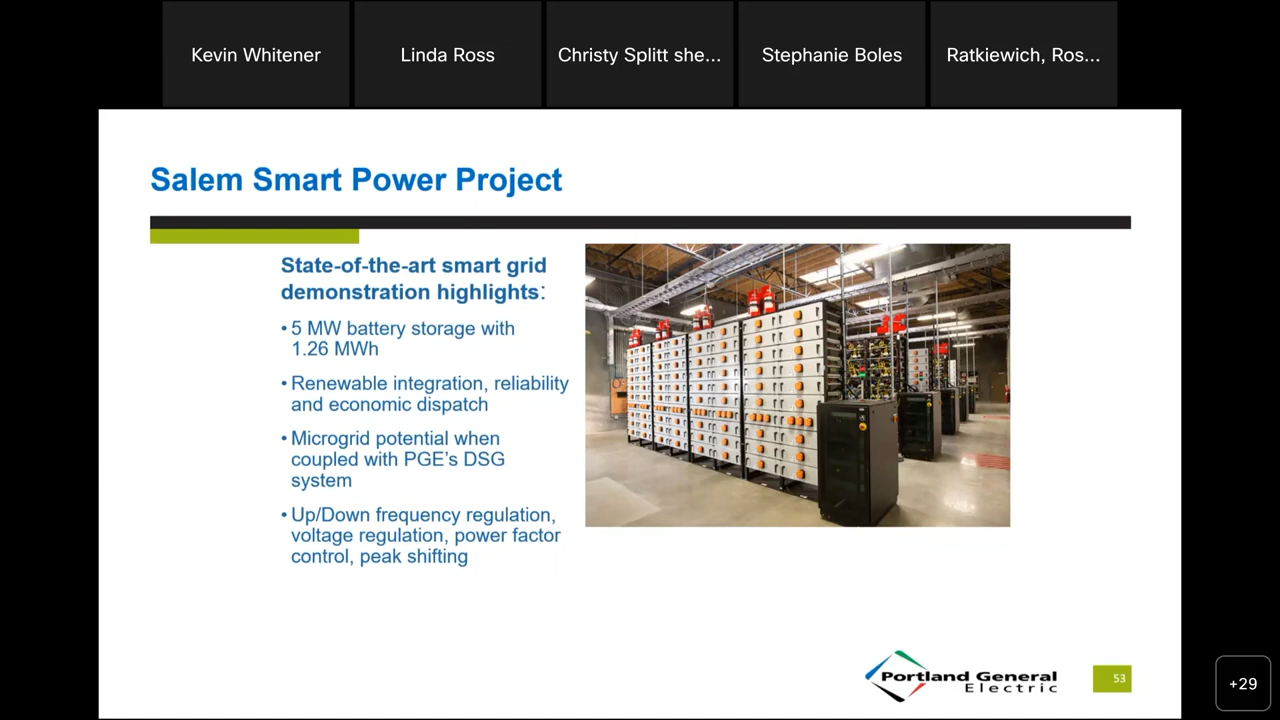 Kevin Whitener
Linda Ross
Christy Splitt she...
Stephanie Boles
Ratkiewich, Ros...
Salem Smart Power Project
State-of-the-art smart grid
demonstration highlights:
•5 MW battery storage with
1.26 MWh
•Renewable integration, reliability
and economic dispatch
•Microgrid potential when
coupled with PGE's DSG
system
•Up/Down frequency regulation,
voltage regulation, power factor
control, peak shifting
Portland General
Electric
53
+29